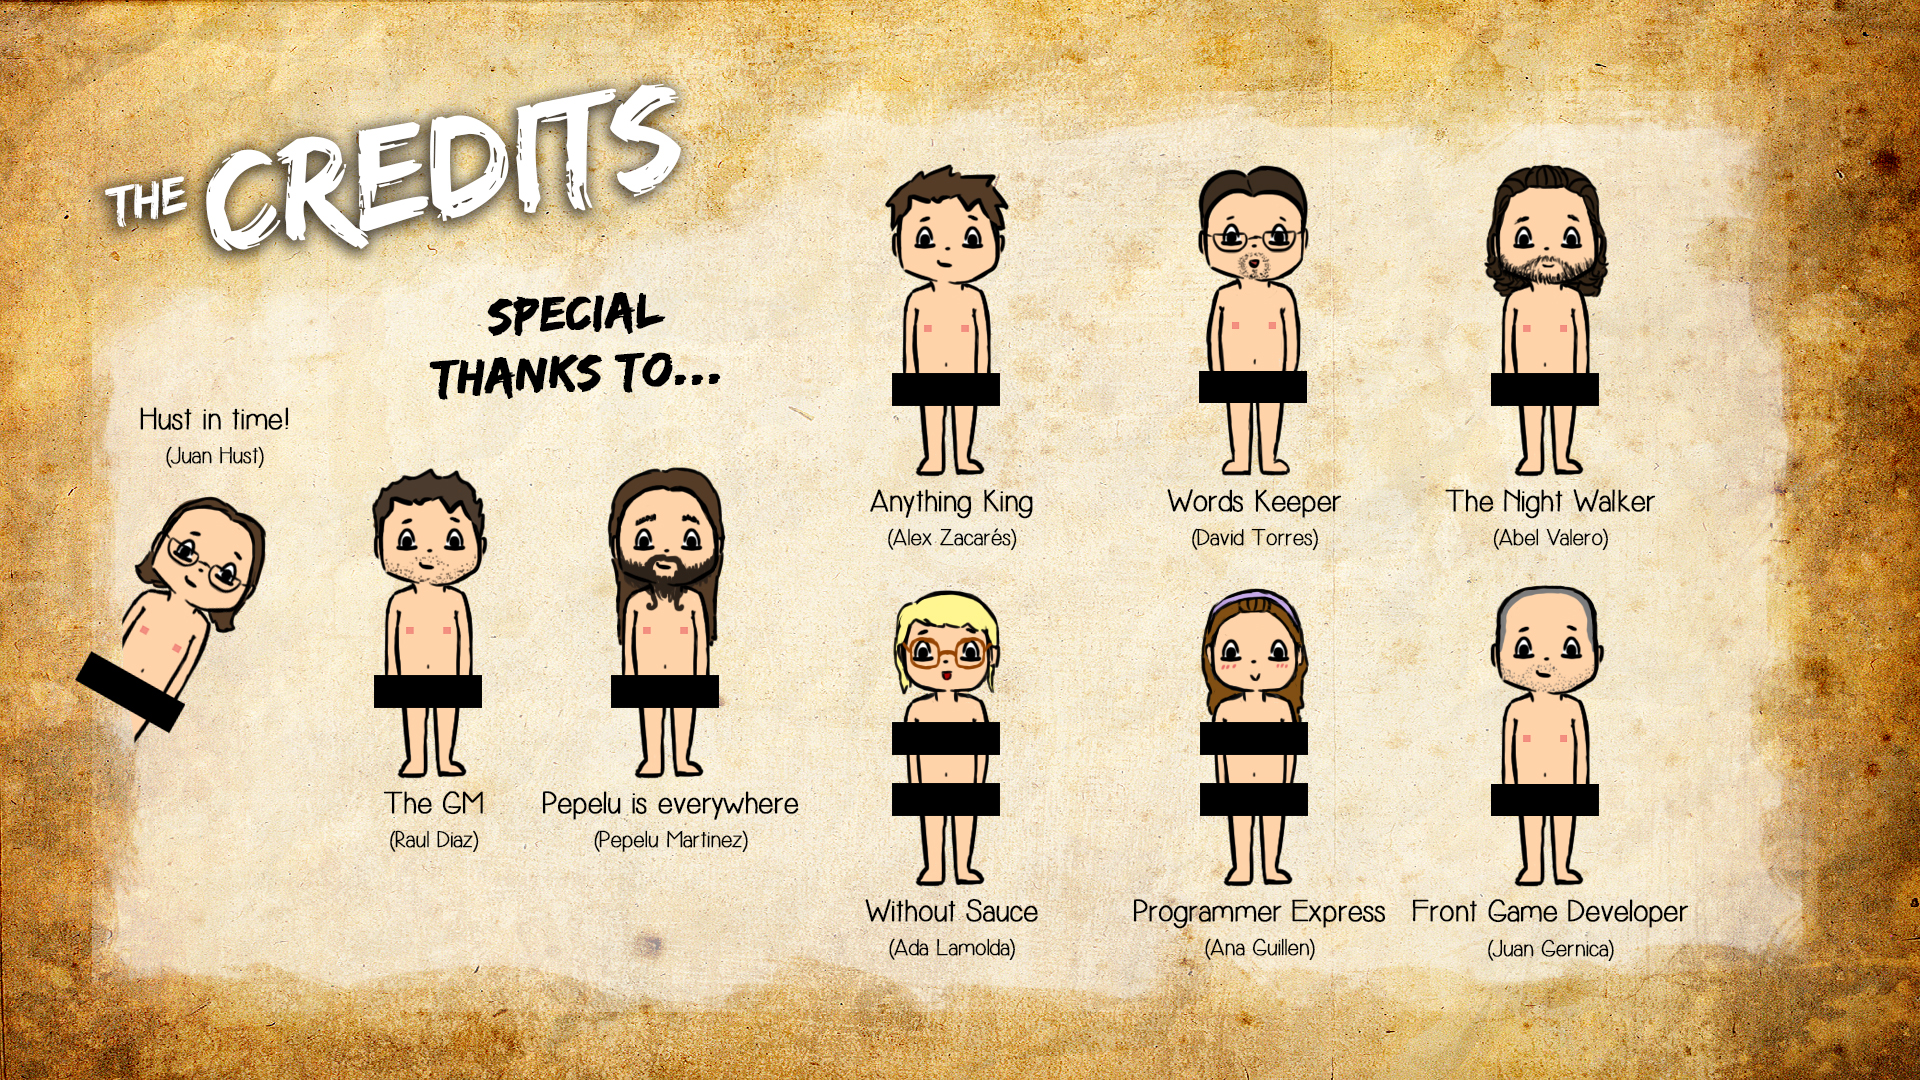 THE CREDITS
SPECIAL
THANKS TO...
Hust in time!
(Juan Hust)
The GM
(Raul Diaz)
Pepelu is everywhere
(Pepelu Martinez)
Anything King
(Alex Zacarés)
Words Keeper
(David Torres)
The Night Walker
(Abel Valero)
Without Sauce
(Ada Lamolda)
Programmer Express
(Ana Guillen)
Front Game Developer
(Juan Gernica)